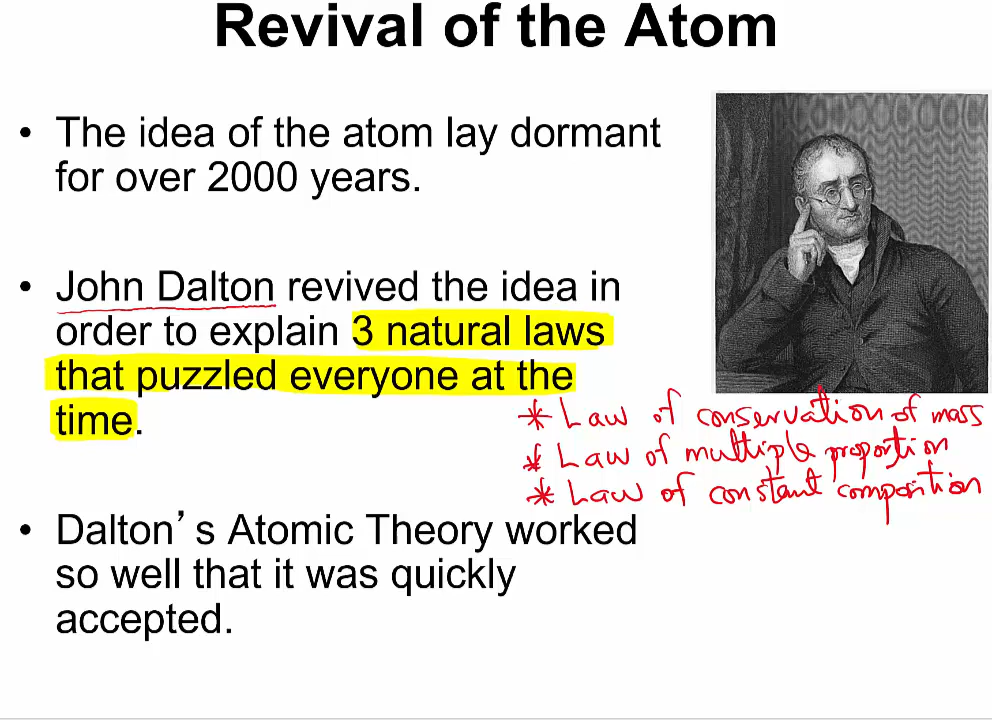 Revival of the Atom
• The idea of the atom lay dormant
for over 2000 years.
• John Dalton revived the idea in
order to explain 3 natural laws
that puzzled everyone at the
time.
* Law of conservation of mass
* Law of multiple proportion
* Law of constant composition
• Dalton’s Atomic Theory worked
so well that it was quickly
accepted.